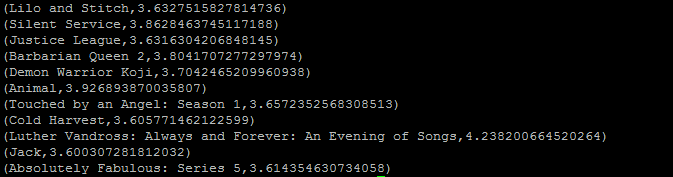 (Lilo and Stitch,3.6327515827814736)
(Silent Service,3.8628463745117188)
(Justice League,3.6316304206848145)
(Barbarian Queen 2,3.8041707277297974)
(Demon Warrior Koji,3.7042465209960938)
(Animal,3.926893870035807)
(Touched by an Angel: Season 1,3.6572352568308513)
(Cold Harvest,3.605771462122599)
(Luther Vandross: Always and Forever: An Evening of Songs,4.238200664520264)
(Jack,3.600307281812032)
(Absolutely Fabulous: Series 5,3.614354630734058)